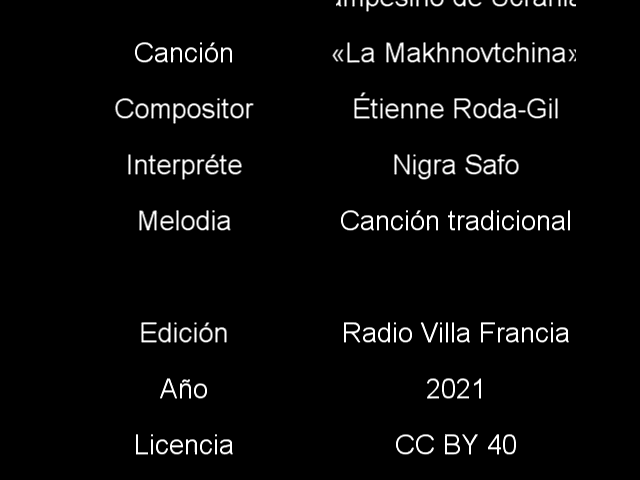 de
Canción «La Makhnovtchina»
Compositor Étienne Roda-Gil
Interpréte Nigra Safo
Melodia Canción tradicional
Edición Radio Villa Francia
Año 2021
Licencia CC BY 40